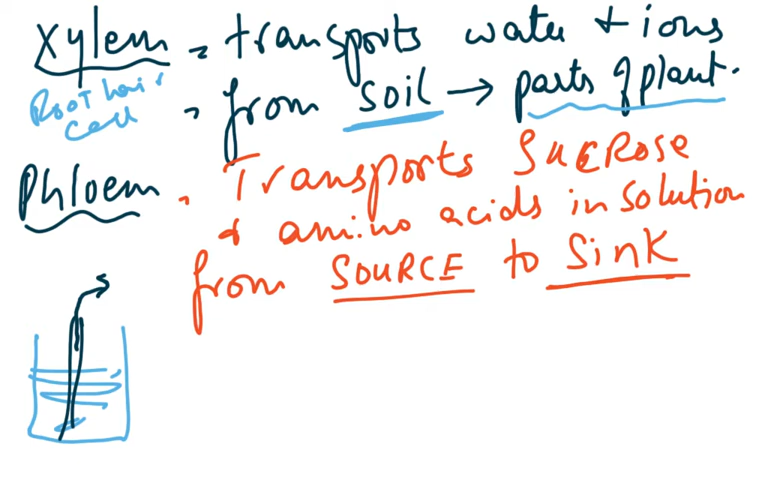 Xylem - transports water & ions
Root hair
Cell
- from soil → parts of plant.
Phloem - Transports SUCROSE
& amino acids in solution
from SOURCE to Sink